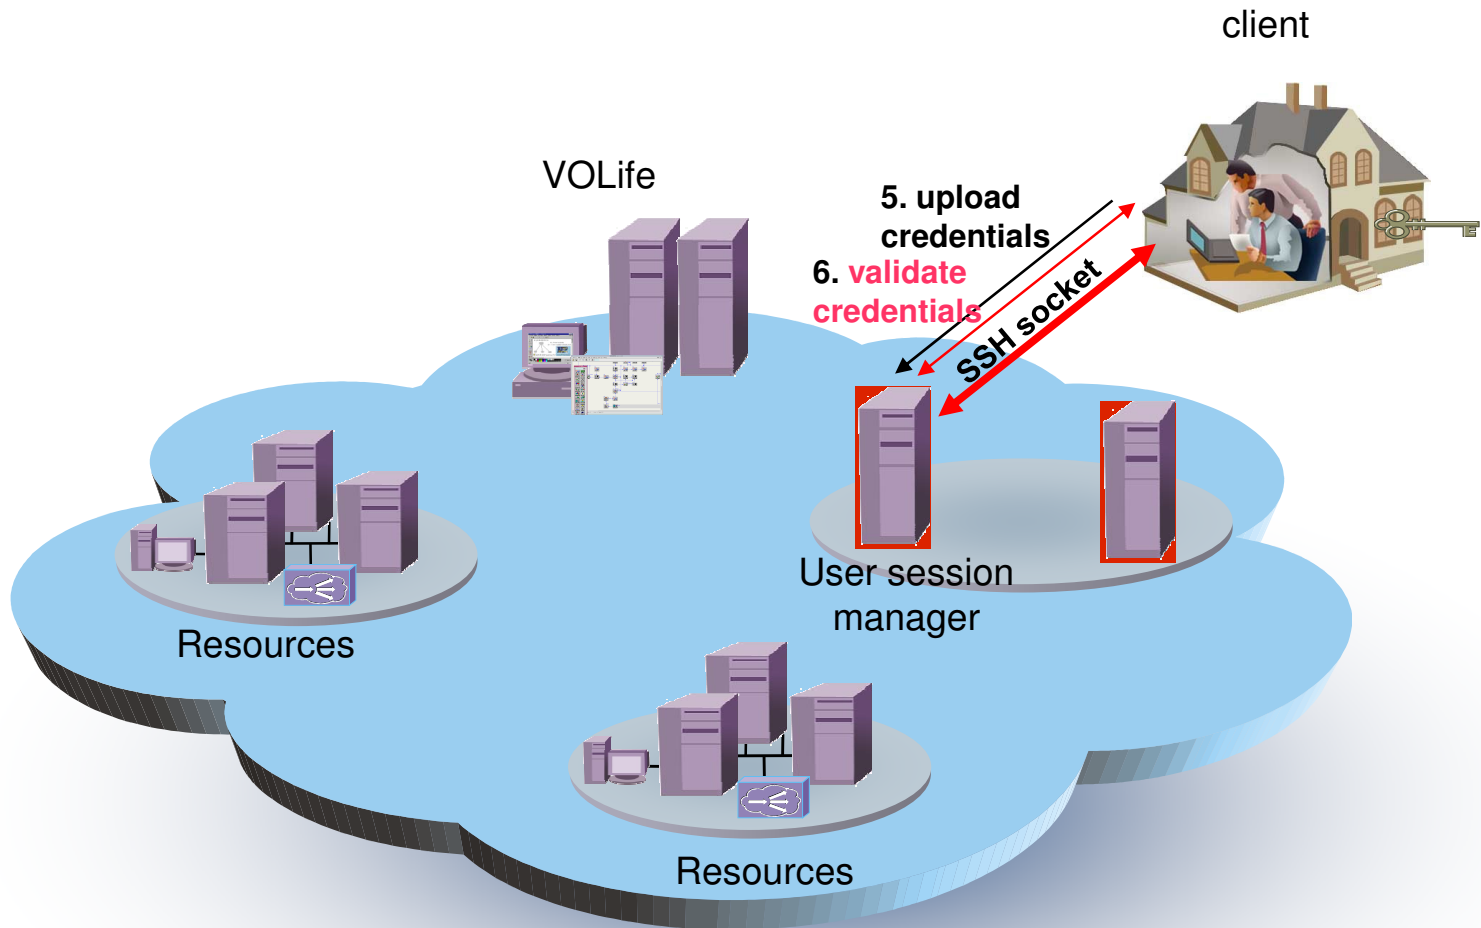 client
VOLife
5. upload
credentials
6. validate
credentials
SSH socket
User session
manager
Resources
Resources